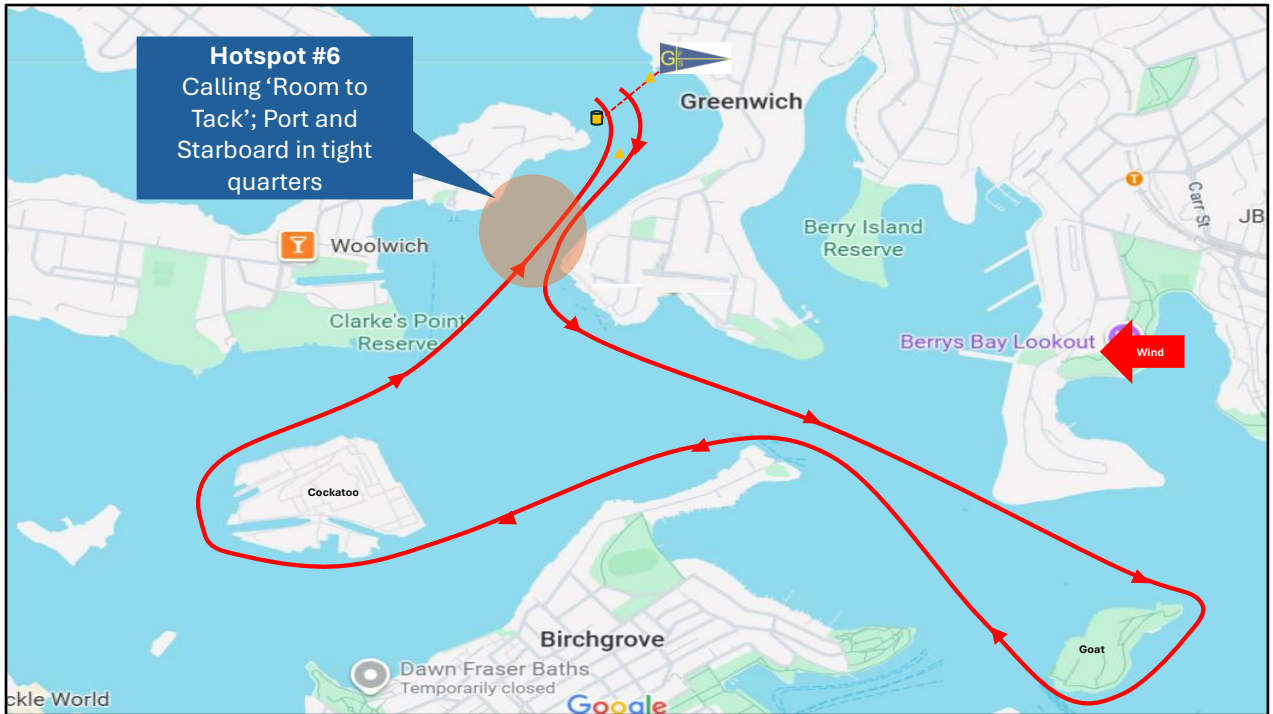 Hotspot #6
Calling ‘Room to
Tack’; Port and
Starboard in tight
quarters
G F
S
Greenwich
Carr St
JB
Berry Island
Reserve
Woolwich
Clarke's Point
Reserve
Berrys Bay Lookout
Wind
Cockatoo
Birchgrove
Goat
Dawn Fraser Baths
Temporarily closed
ckle World
Google
T